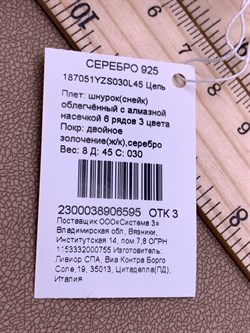 СЕРЕБРО 925
187051YZS030L45 Цепь
Плет: шнурок(снейк)
облегчённый с алмазной
насечкой 6 рядов 3 цвета
Покр: двойное
золочение(ж/к),серебро
Вес: 8 Д: 45 С: 030
2300038906595 ОТК 3
Поставщик ООО«Система 3»
Владимирская обл, Вязники,
Институтская 14, пом.7,8 ОГРН
1153332000755 Изготовитель:
Ливиор СПА, Виа Контра Борго
Соле,19, 35013, Цитаделла(ПД),
Италия